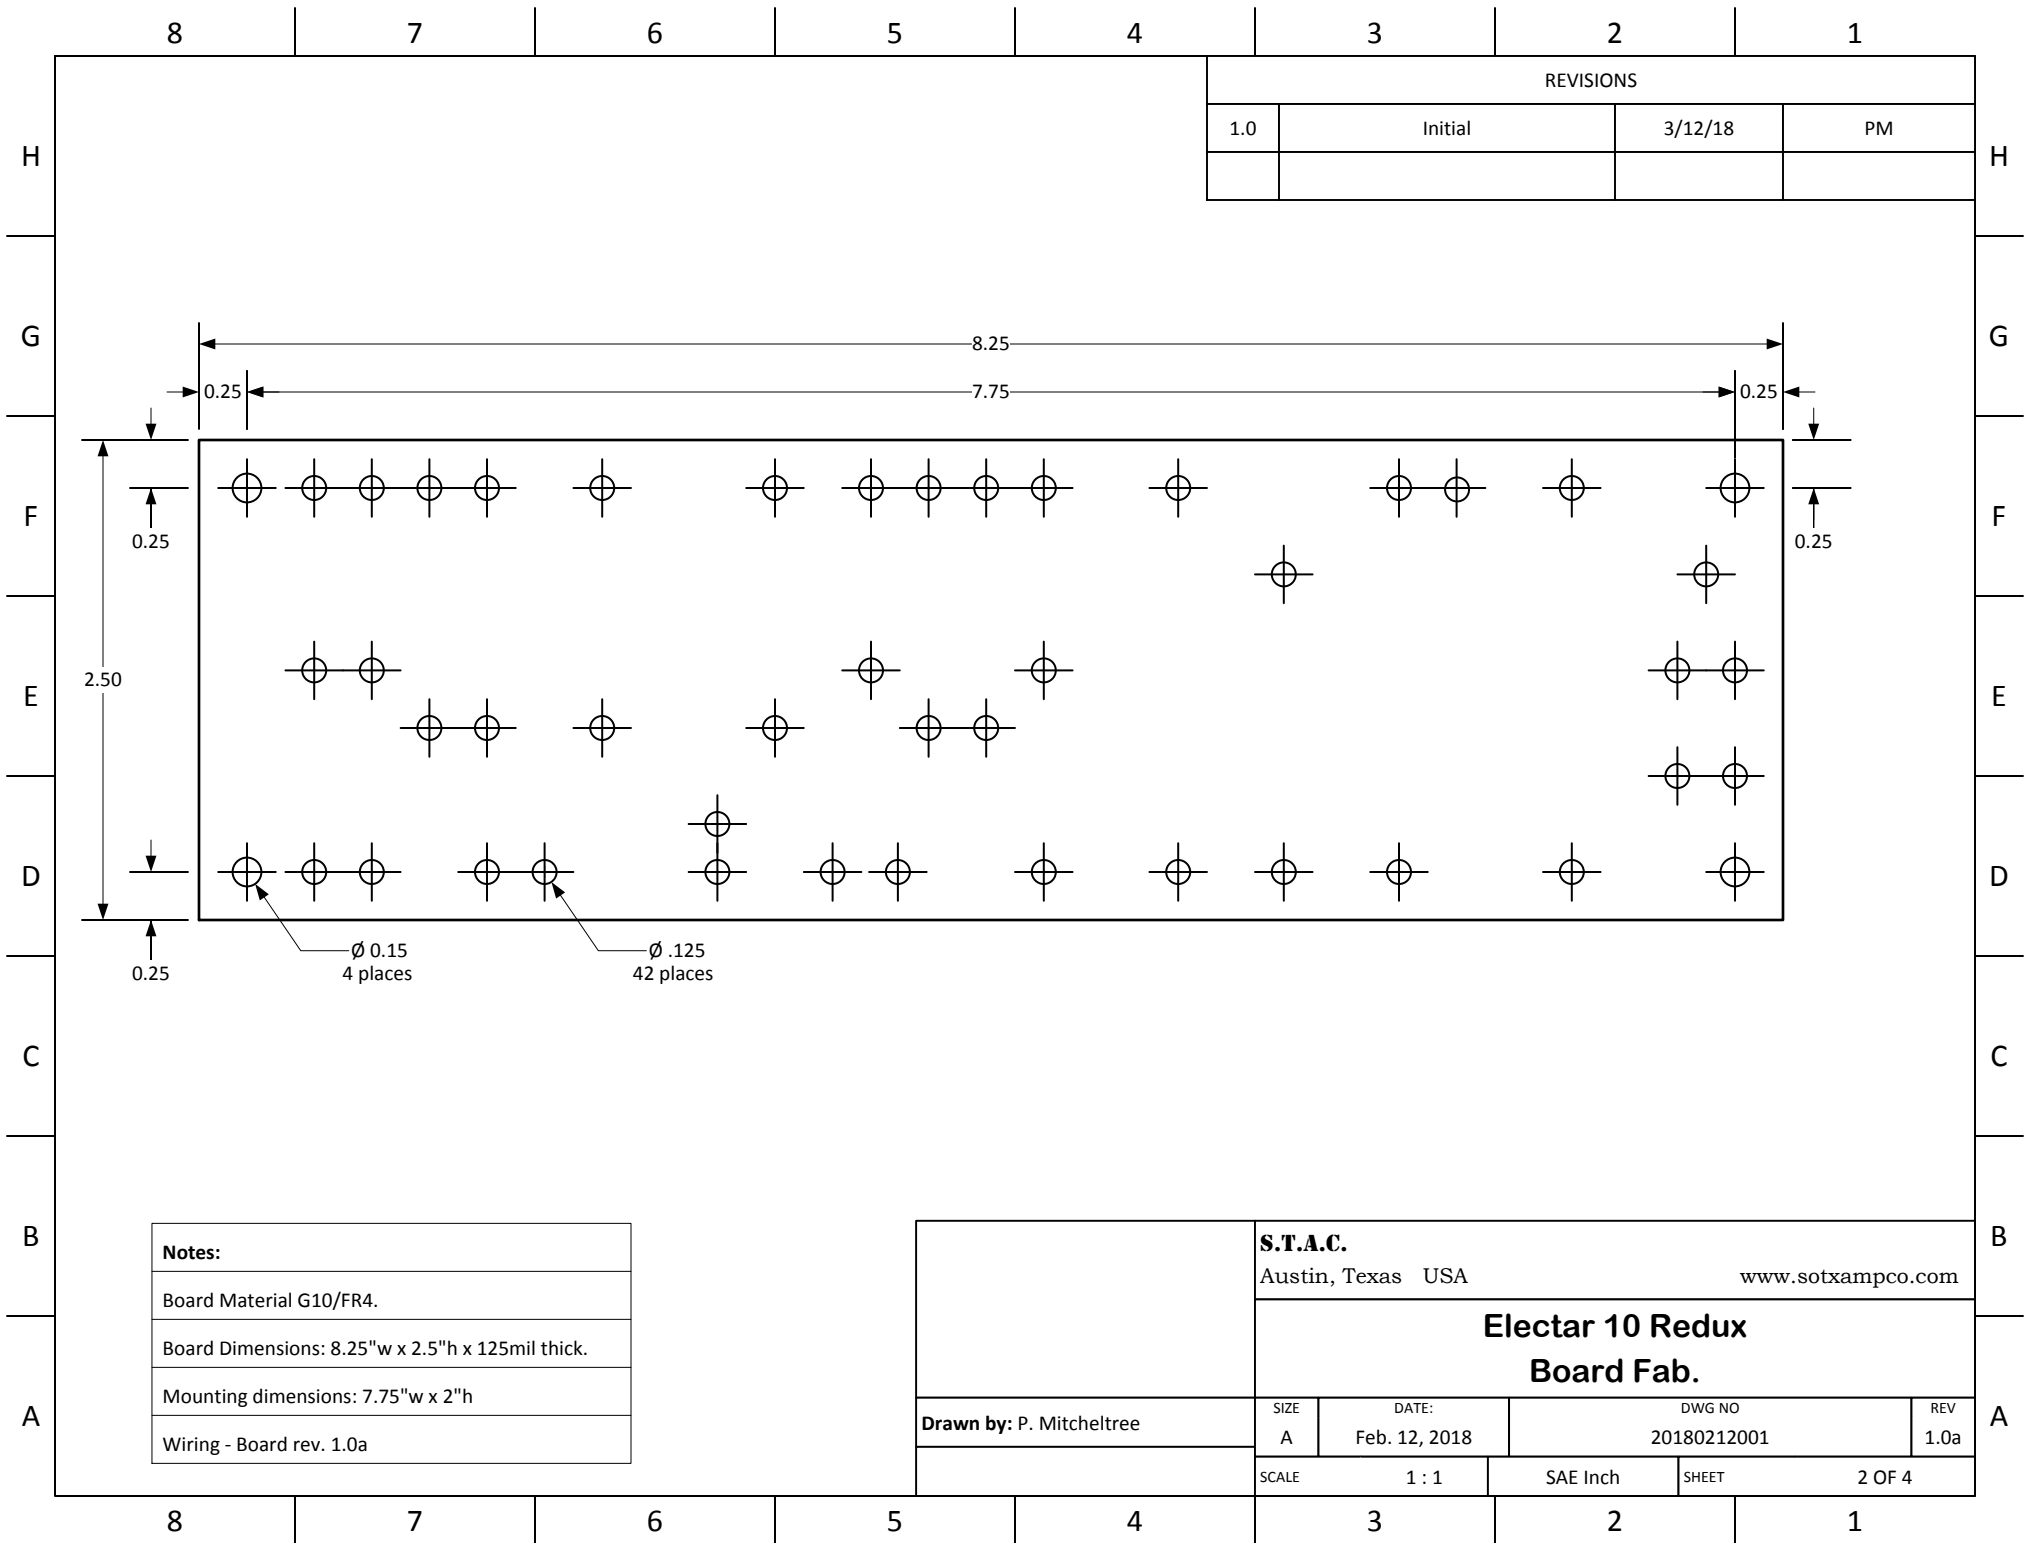 8 7 6 5 4 3 2 1
REVISIONS
1.0 Initial 3/12/18 PM
H H
G G
8.25
0.25 7.75 0.25
F F
0.25 0.25
2.50
E E
D D
Ø 0.15
4 places
Ø .125
42 places
0.25
C C
B B
Notes:
Board Material G10/FR4.
Board Dimensions: 8.25"w x 2.5"h x 125mil thick.
Mounting dimensions: 7.75"w x 2"h
Wiring - Board rev. 1.0a
S.T.A.C.
Austin, Texas USA www.sotxampco.com
Electar 10 Redux
Board Fab.
A A
Drawn by: P. Mitcheltree
SIZE DATE: DWG NO REV
A Feb. 12, 2018 20180212001 1.0a
SCALE 1 : 1 SAE Inch SHEET 2 OF 4
8 7 6 5 4 3 2 1